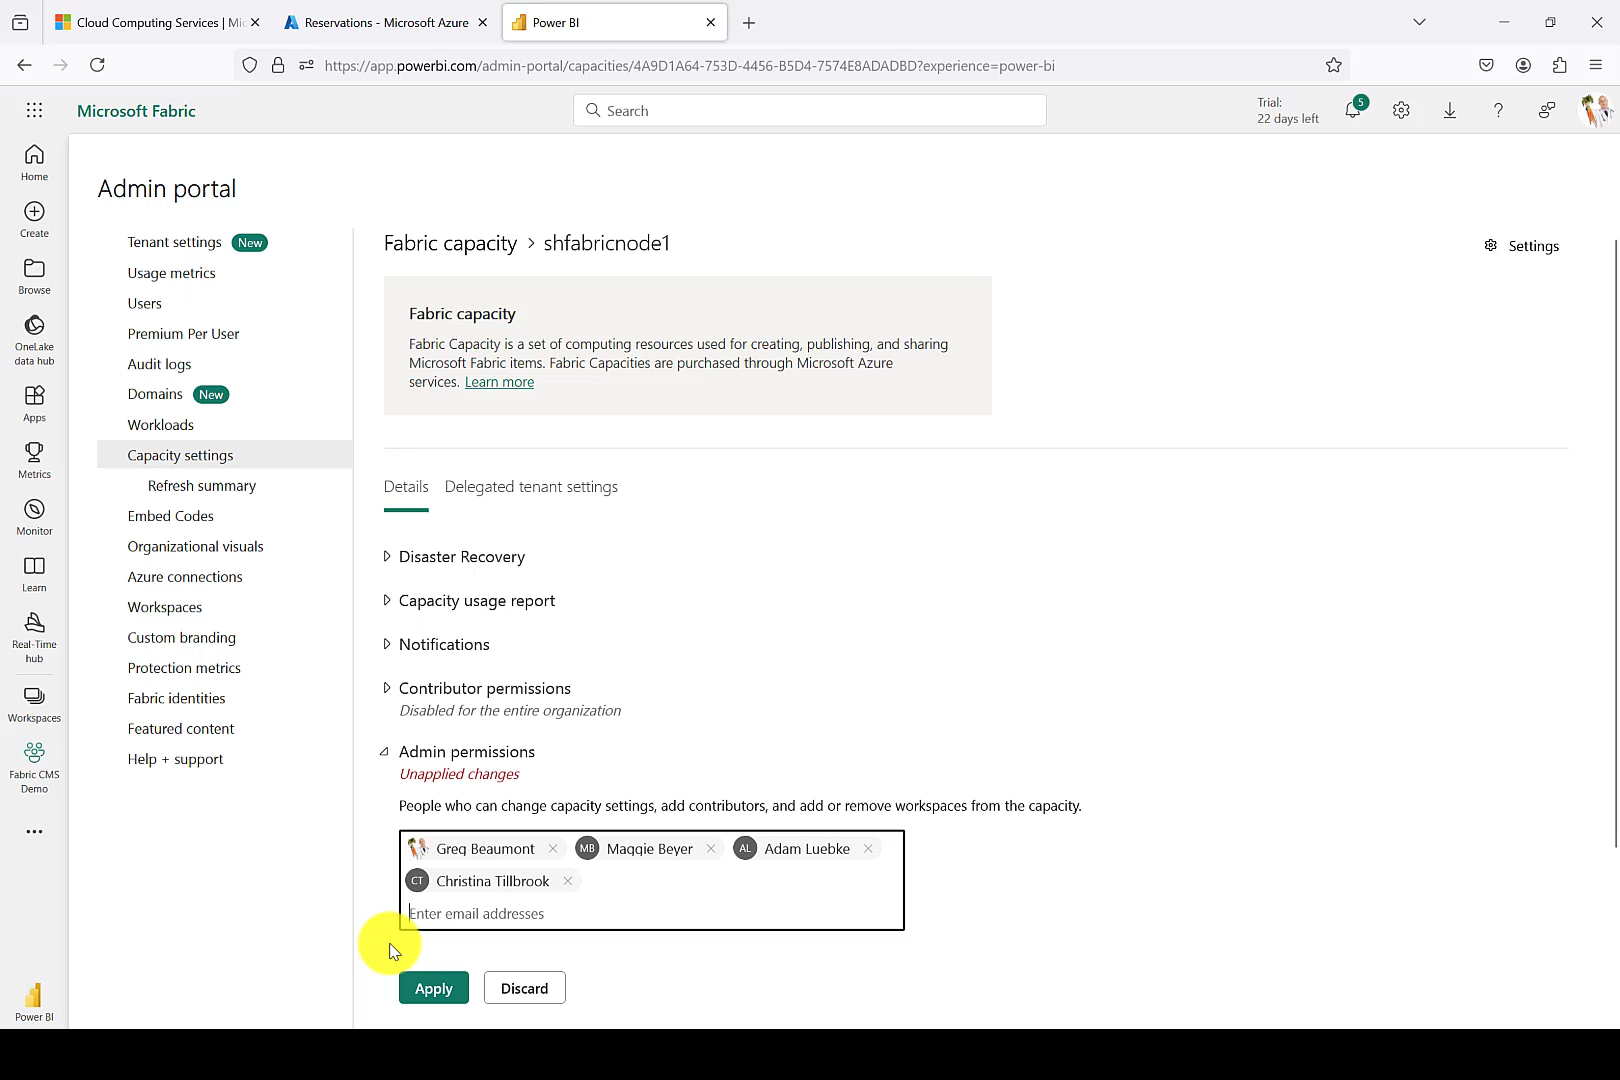 Cloud Computing Services | Mic
Reservations - Microsoft Azure
Power BI
https://app.powerbi.com/admin-portal/capacities/4A9D1A64-753D-4456-B5D4-7574E8ADADBD?experience=power-bi
Microsoft Fabric
Search
Trial:
22 days left
5
Home
Create
Browse
OneLake
data hub
Apps
Metrics
Monitor
Learn
Real-Time
hub
Workspaces
Fabric CMS
Demo
Power BI
Admin portal
Tenant settings New
Usage metrics
Users
Premium Per User
Audit logs
Domains New
Workloads
Capacity settings
Refresh summary
Embed Codes
Organizational visuals
Azure connections
Workspaces
Custom branding
Protection metrics
Fabric identities
Featured content
Help + support
Fabric capacity > shfabricnode1
Settings
Fabric capacity
Fabric Capacity is a set of computing resources used for creating, publishing, and sharing
Microsoft Fabric items. Fabric Capacities are purchased through Microsoft Azure
services. Learn more
Details Delegated tenant settings
Disaster Recovery
Capacity usage report
Notifications
Contributor permissions
Disabled for the entire organization
Admin permissions
Unapplied changes
People who can change capacity settings, add contributors, and add or remove workspaces from the capacity.
Greg Beaumont MB Maggie Beyer AL Adam Luebke
CT Christina Tillbrook
Enter email addresses
Apply Discard